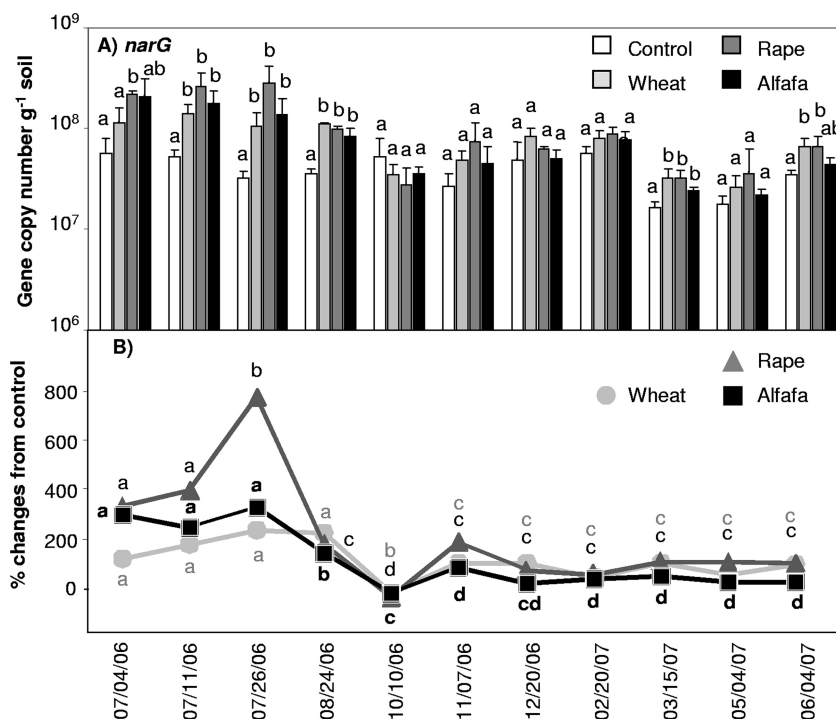 10⁹
A) narG
Control
Rape
Wheat
Alfafa
Gene copy number g⁻¹ soil
10⁸
10⁷
10⁶
a a b ab
a b b b
a b b b
a b b b
a a a a
a a a a
a a a a
a a a a
a b b b
a a a a
a b b ab
B)
Rape
Wheat
Alfafa
% changes from control
800
600
400
200
0
b
a a
a a a
a a a
a c
b
b
d
c
c c c c c c
c c c c c c
d cd d d d d
07/04/06
07/11/06
07/26/06
08/24/06
10/10/06
11/07/06
12/20/06
02/20/07
03/15/07
05/04/07
06/04/07